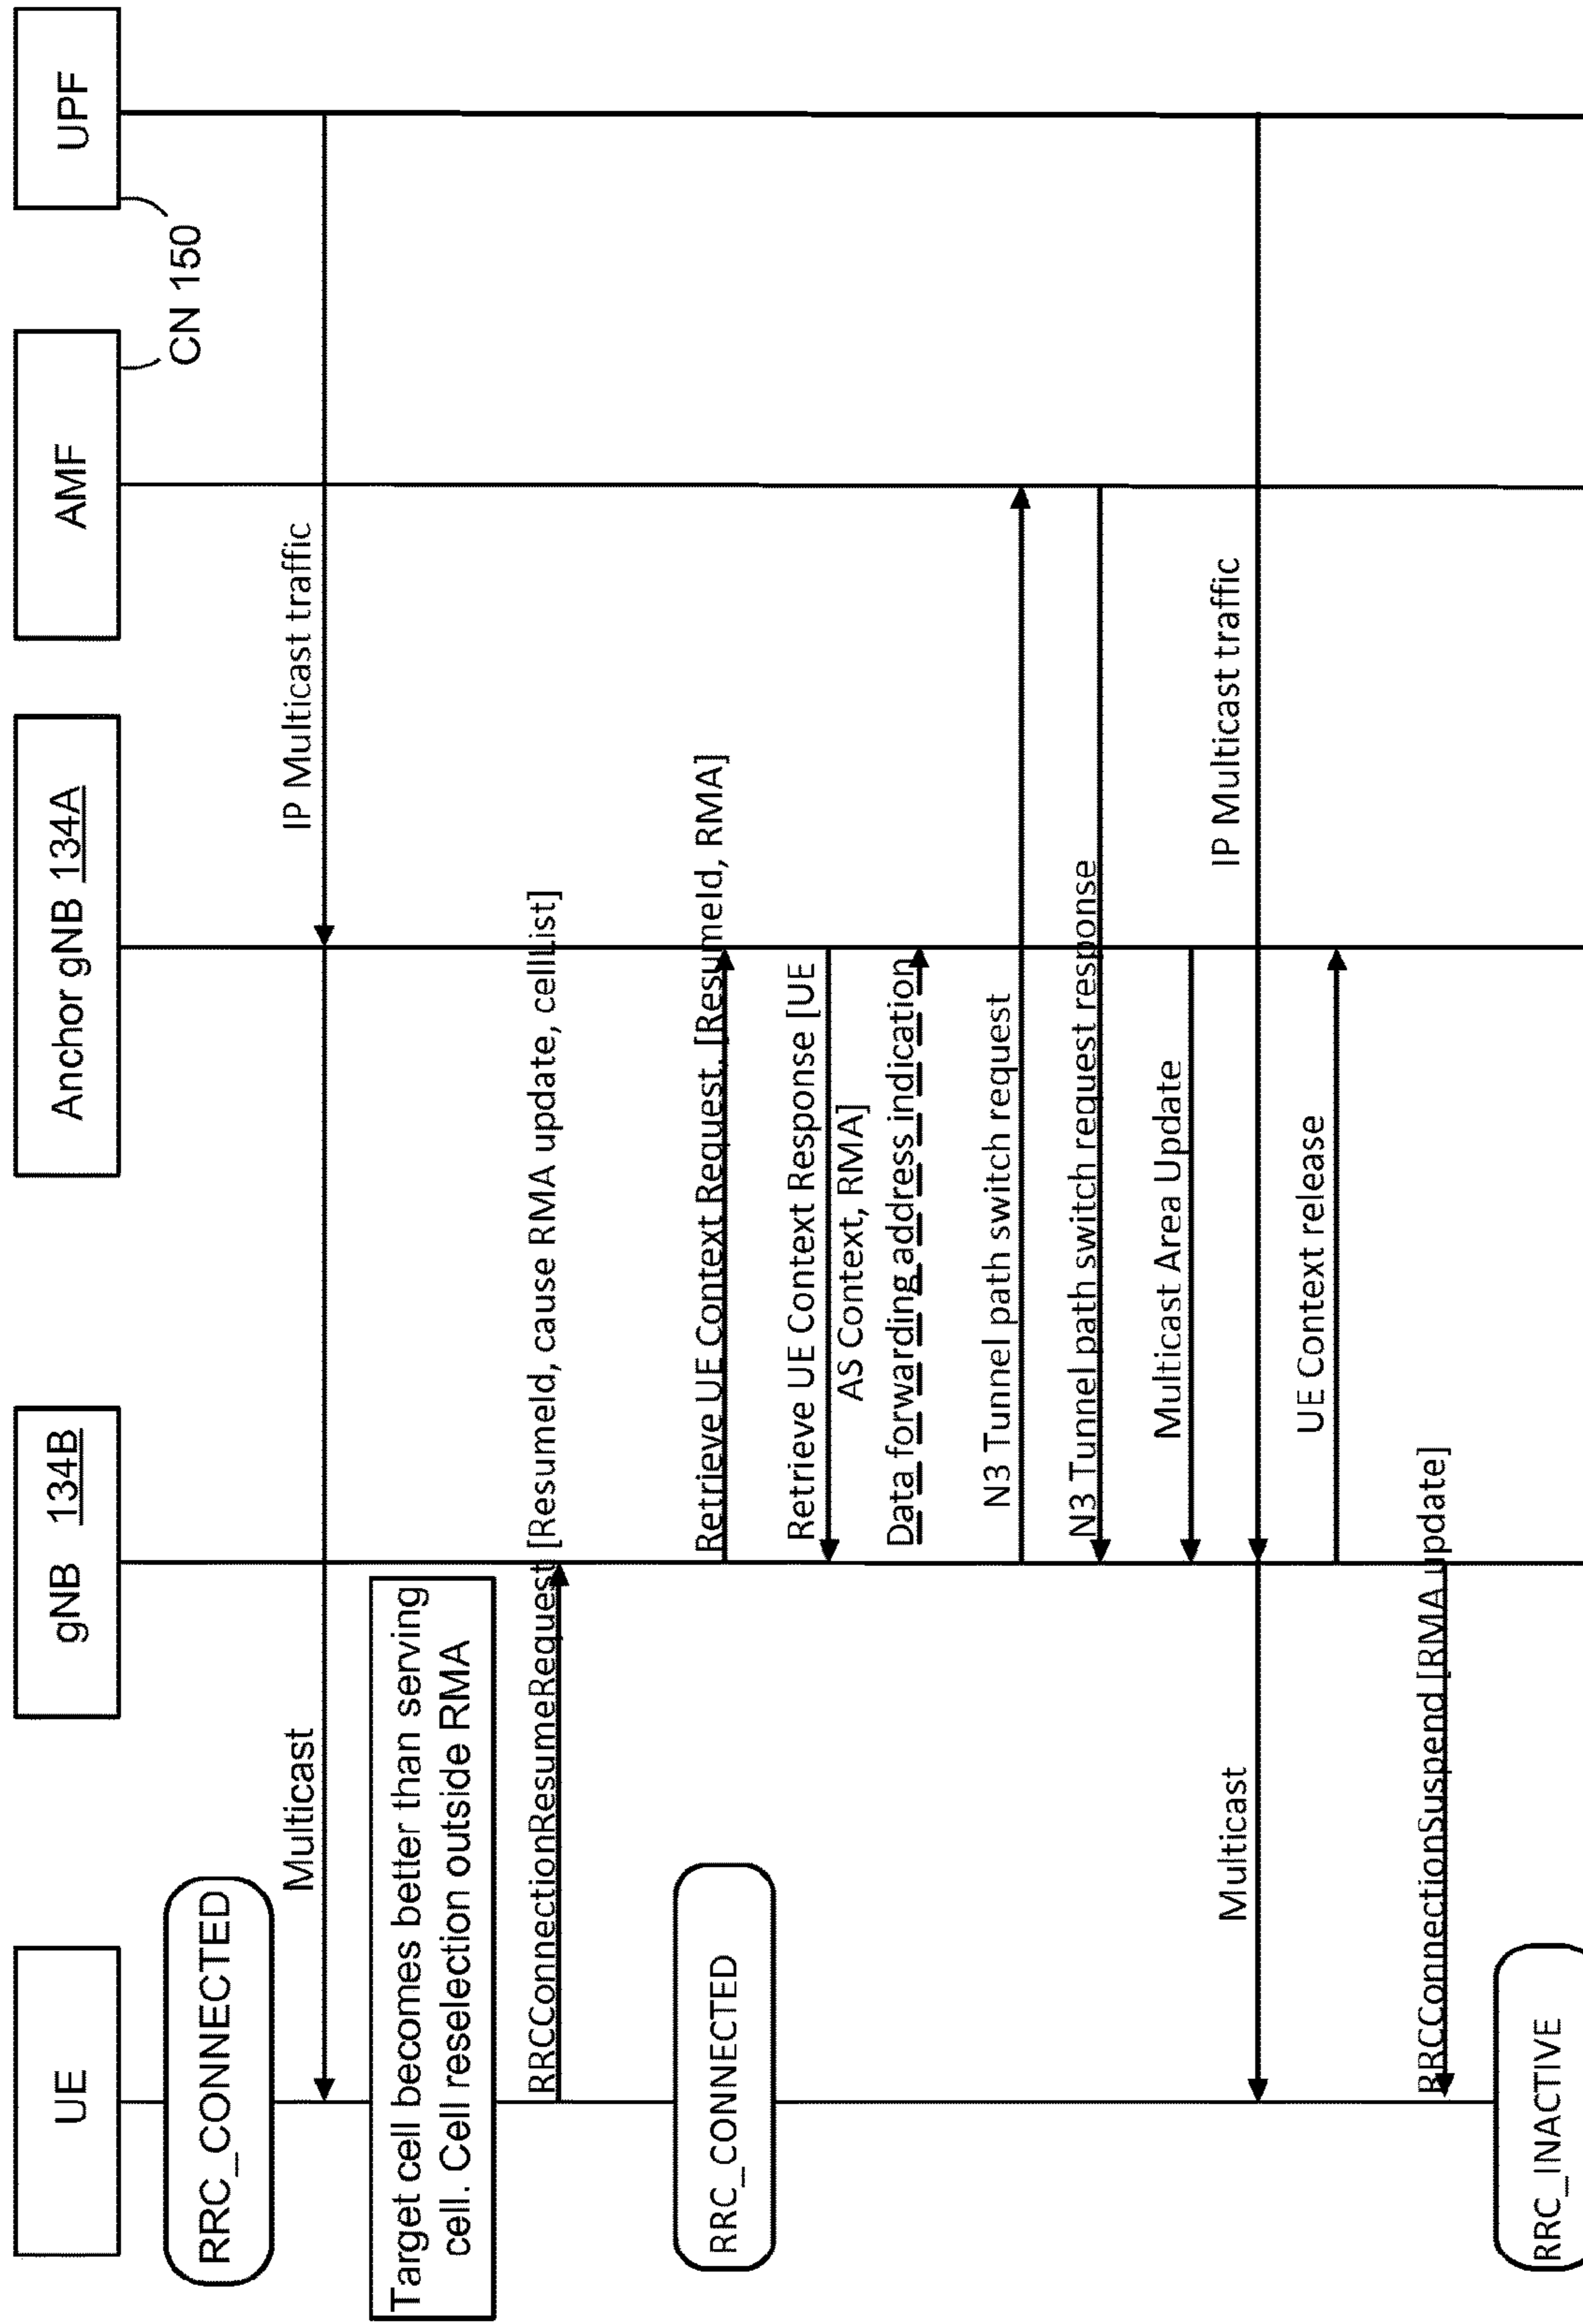 UE
gNB 134B
Anchor gNB 134A
AMF
UPF
CN 150
RRC_CONNECTED
Multicast
IP Multicast traffic
Target cell becomes better than serving
cell. Cell reselection outside RMA
RRCConnectionResumeRequest [ResumeId, cause RMA update, cellList]
RRC_CONNECTED
Retrieve UE Context Request, [ResumeId, RMA]
Retrieve UE Context Response [UE
AS Context, RMA]
Data forwarding address indication
N3 Tunnel path switch request
N3 Tunnel path switch request response
Multicast Area Update
Multicast
IP Multicast traffic
UE Context release
RRCConnectionSuspend [RMA update]
RRC_INACTIVE